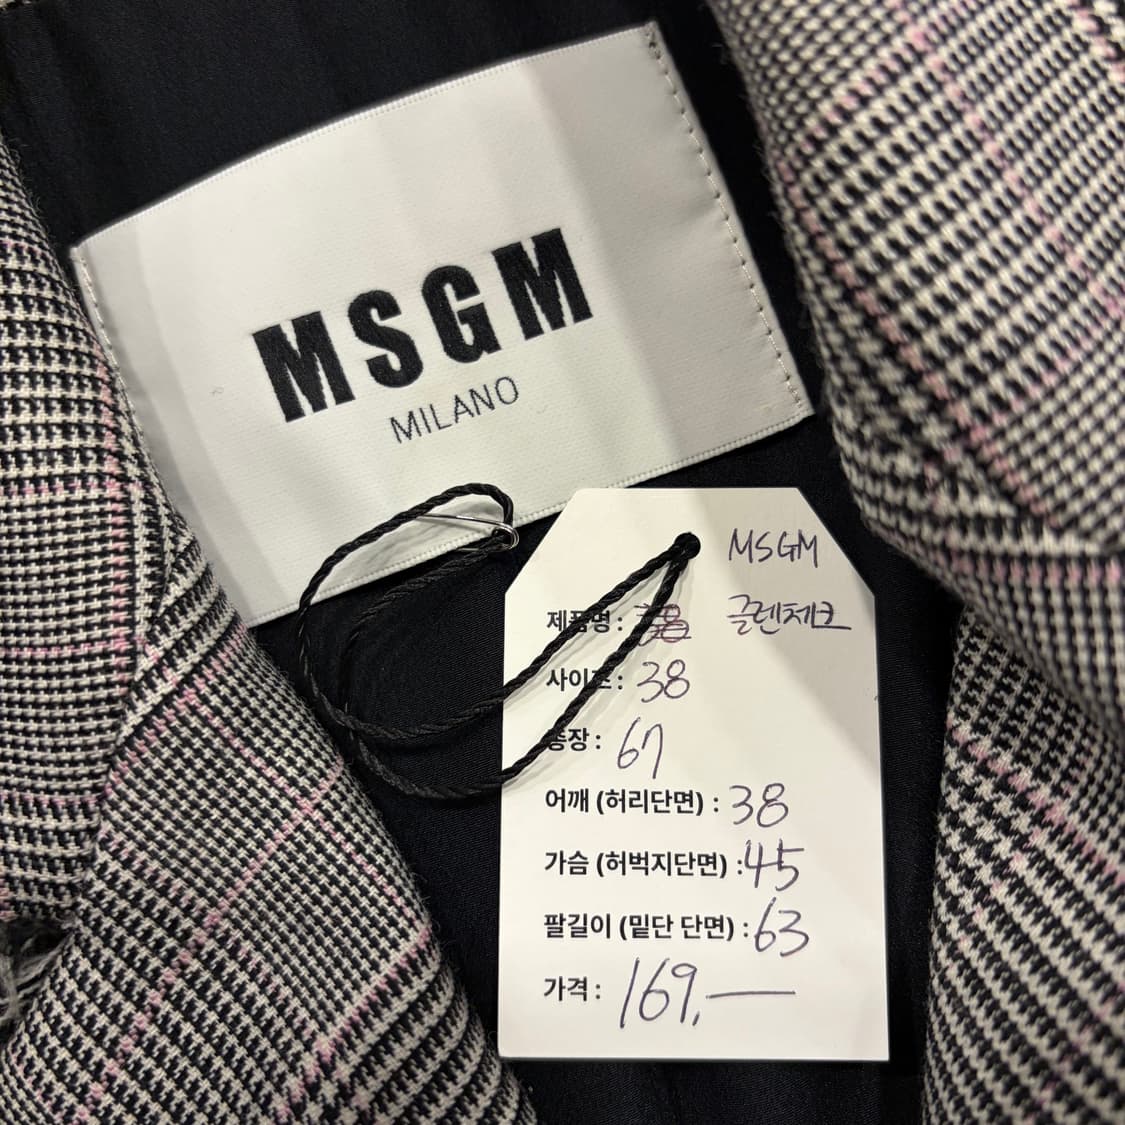 MSGM
MILANO
MSGM
제품명 : 글렌체크
사이즈 : 38
총장 : 67
어깨 (허리단면) : 38
가슴 (허벅지단면) : 45
팔길이 (밑단 단면) : 63
가격 : 169,—